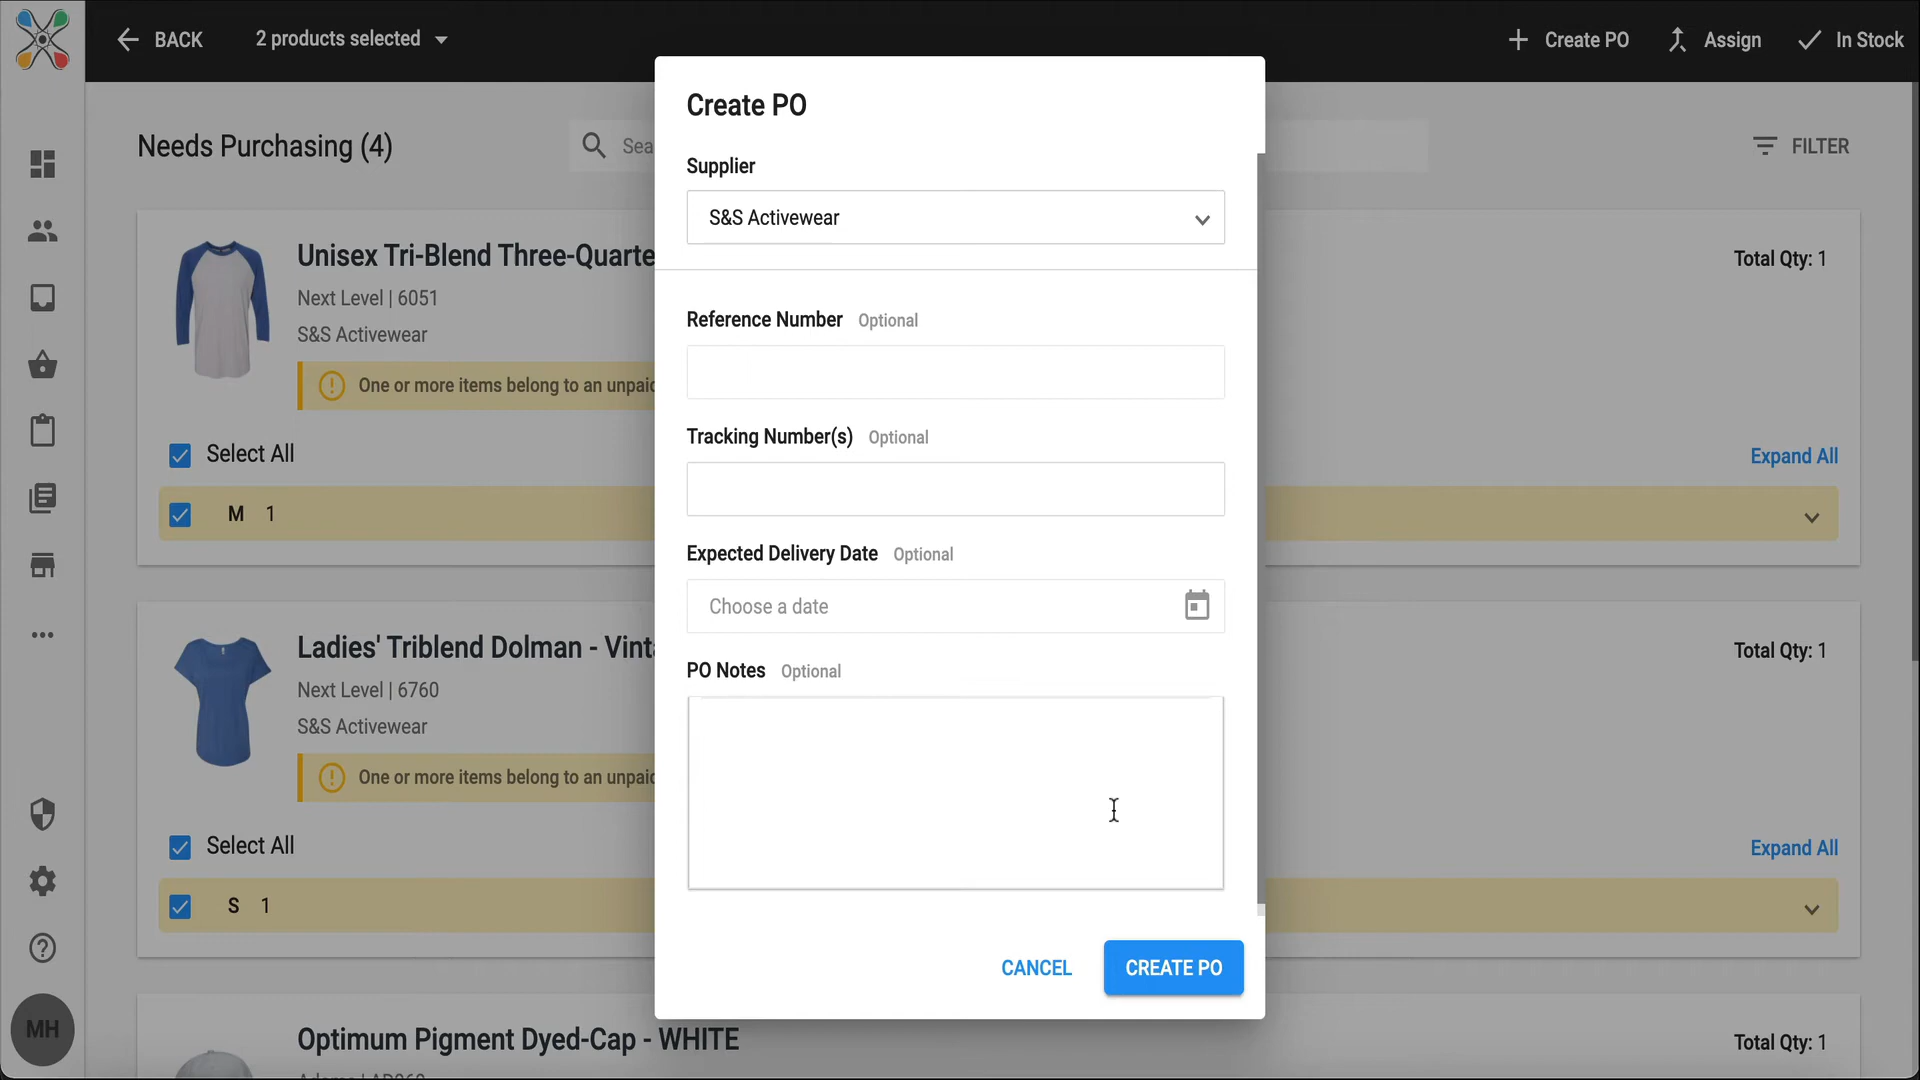 BACK
2 products selected
Create PO
Assign
In Stock
Needs Purchasing (4)
Sea
FILTER
Unisex Tri-Blend Three-Quarte
Next Level | 6051
S&S Activewear
One or more items belong to an unpaid
Total Qty: 1
Select All
Expand All
M 1
Ladies' Triblend Dolman - Vint
Next Level | 6760
S&S Activewear
One or more items belong to an unpaid
Total Qty: 1
Select All
Expand All
S 1
Optimum Pigment Dyed-Cap - WHITE
Total Qty: 1
MH
Create PO
Supplier
S&S Activewear
Reference Number Optional
Tracking Number(s) Optional
Expected Delivery Date Optional
Choose a date
PO Notes Optional
CANCEL
CREATE PO